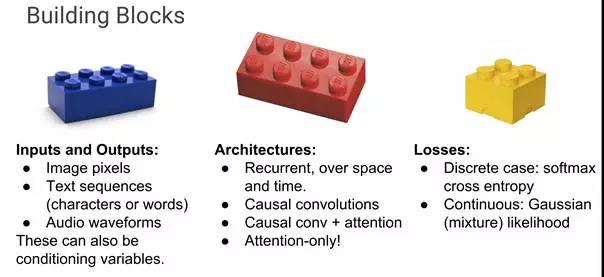 Building Blocks
Inputs and Outputs:
● Image pixels
● Text sequences
(characters or words)
● Audio waveforms
These can also be
conditioning variables.
Architectures:
● Recurrent, over space
and time.
● Causal convolutions
● Causal conv + attention
● Attention-only!
Losses:
● Discrete case: softmax
cross entropy
● Continuous: Gaussian
(mixture) likelihood